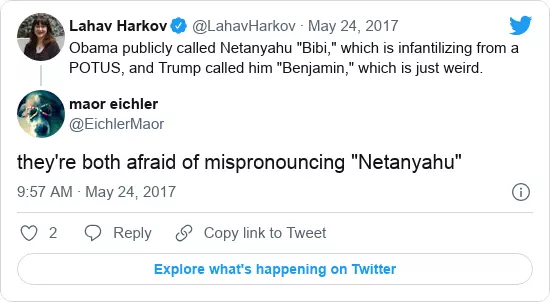 Lahav Harkov @LahavHarkov · May 24, 2017
Obama publicly called Netanyahu "Bibi," which is infantilizing from a
POTUS, and Trump called him "Benjamin," which is just weird.
maor eichler
@EichlerMaor
they're both afraid of mispronouncing "Netanyahu"
9:57 AM · May 24, 2017
2 Reply Copy link to Tweet
Explore what's happening on Twitter